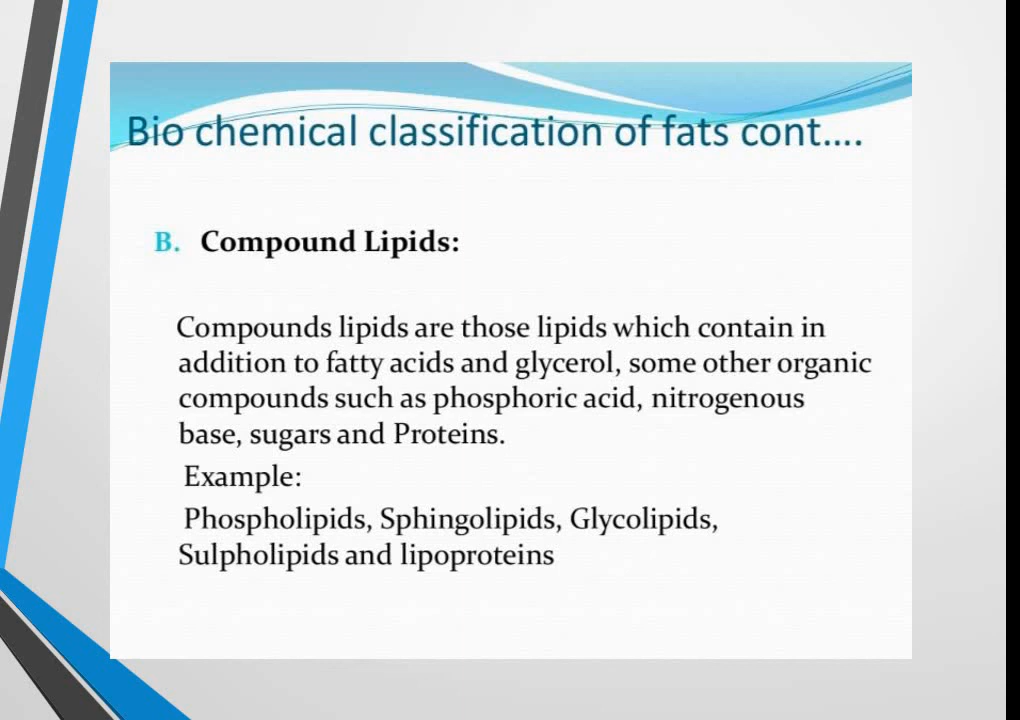 Bio chemical classification of fats cont....
B. Compound Lipids:
Compounds lipids are those lipids which contain in
addition to fatty acids and glycerol, some other organic
compounds such as phosphoric acid, nitrogenous
base, sugars and Proteins.
Example:
Phospholipids, Sphingolipids, Glycolipids,
Sulpholipids and lipoproteins